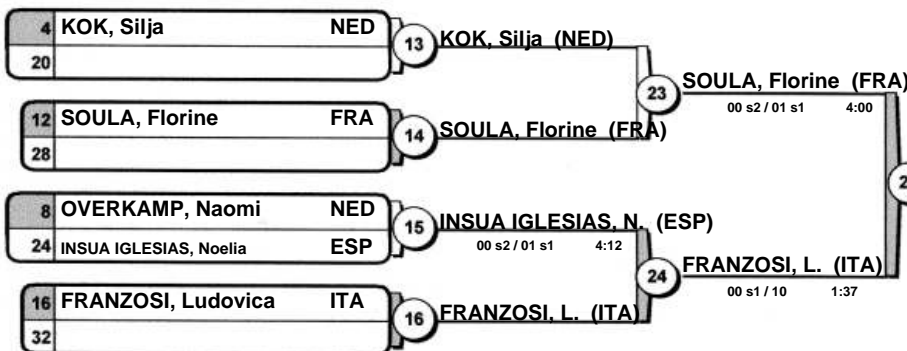 4 KOK, Silja NED
20
13
KOK, Silja (NED)
12 SOULA, Florine FRA
28
14
SOULA, Florine (FRA)
23
SOULA, Florine (FRA)
00 s2 / 01 s1 4:00
8 OVERKAMP, Naomi NED
24 INSUA IGLESIAS, Noelia ESP
15
INSUA IGLESIAS, N. (ESP)
00 s2 / 01 s1 4:12
16 FRANZOSI, Ludovica ITA
32
16
FRANZOSI, L. (ITA)
24
FRANZOSI, L. (ITA)
00 s1 / 10 1:37